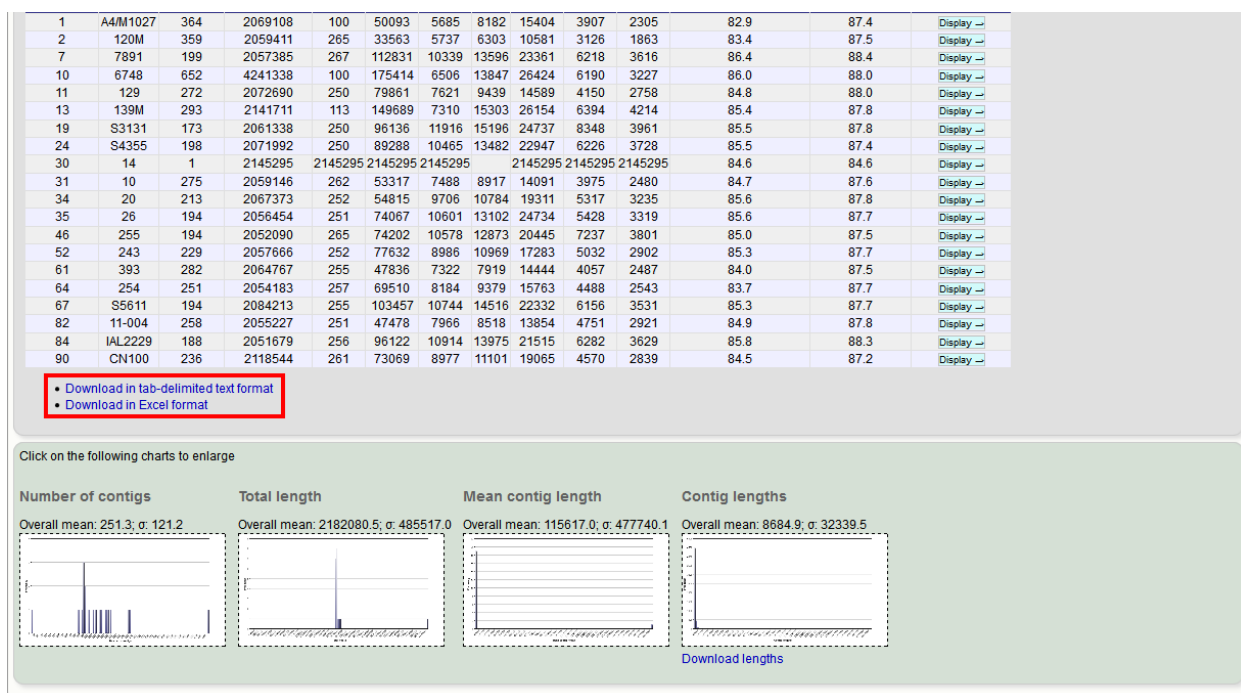 1 A4/M1027 364 2069108 100 50093 5685 8182 15404 3907 2305 82.9 87.4 Display
2 120M 359 2059411 265 33563 5737 6303 10581 3126 1863 83.4 87.5 Display
7 7891 199 2057385 267 112831 10339 13596 23361 6218 3616 86.4 88.4 Display
10 6748 652 4241338 100 175414 6506 13847 26424 6190 3227 86.0 88.0 Display
11 129 272 2072690 250 79861 7621 9439 14589 4150 2758 84.8 88.0 Display
13 139M 293 2141711 113 149689 7310 15303 26154 6394 4214 85.4 87.8 Display
19 S3131 173 2061338 250 96136 11916 15196 24737 8348 3961 85.5 87.8 Display
24 S4355 198 2071992 250 89288 10465 13482 22947 6226 3728 85.5 87.4 Display
30 14 1 2145295 2145295 2145295 2145295 2145295 2145295 2145295 84.6 84.6 Display
31 10 275 2059146 262 53317 7488 8917 14091 3975 2480 84.7 87.6 Display
34 20 213 2067373 252 54815 9706 10784 19311 5317 3235 85.6 87.8 Display
35 26 194 2056454 251 74067 10601 13102 24734 5428 3319 85.6 87.7 Display
46 255 194 2052090 265 74202 10578 12873 20445 7237 3801 85.0 87.5 Display
52 243 229 2057666 252 77632 8986 10969 17283 5032 2902 85.3 87.7 Display
61 393 282 2064767 255 47836 7322 7919 14444 4057 2487 84.0 87.5 Display
64 254 251 2054183 257 69510 8184 9379 15763 4488 2543 83.7 87.7 Display
67 S5611 194 2084213 255 103457 10744 14516 22332 6156 3531 85.3 87.7 Display
82 11-004 258 2055227 251 47478 7966 8518 13854 4751 2921 84.9 87.8 Display
84 IAL2229 188 2051679 256 96122 10914 13975 21515 6282 3629 85.8 88.3 Display
90 CN100 236 2118544 261 73069 8977 11101 19065 4570 2839 84.5 87.2 Display
• Download in tab-delimited text format
• Download in Excel format
Click on the following charts to enlarge
Number of contigs Total length Mean contig length Contig lengths
Overall mean: 251.3; σ: 121.2 Overall mean: 2182080.5; σ: 485517.0 Overall mean: 115617.0; σ: 477740.1 Overall mean: 8684.9; σ: 32339.5
Download lengths